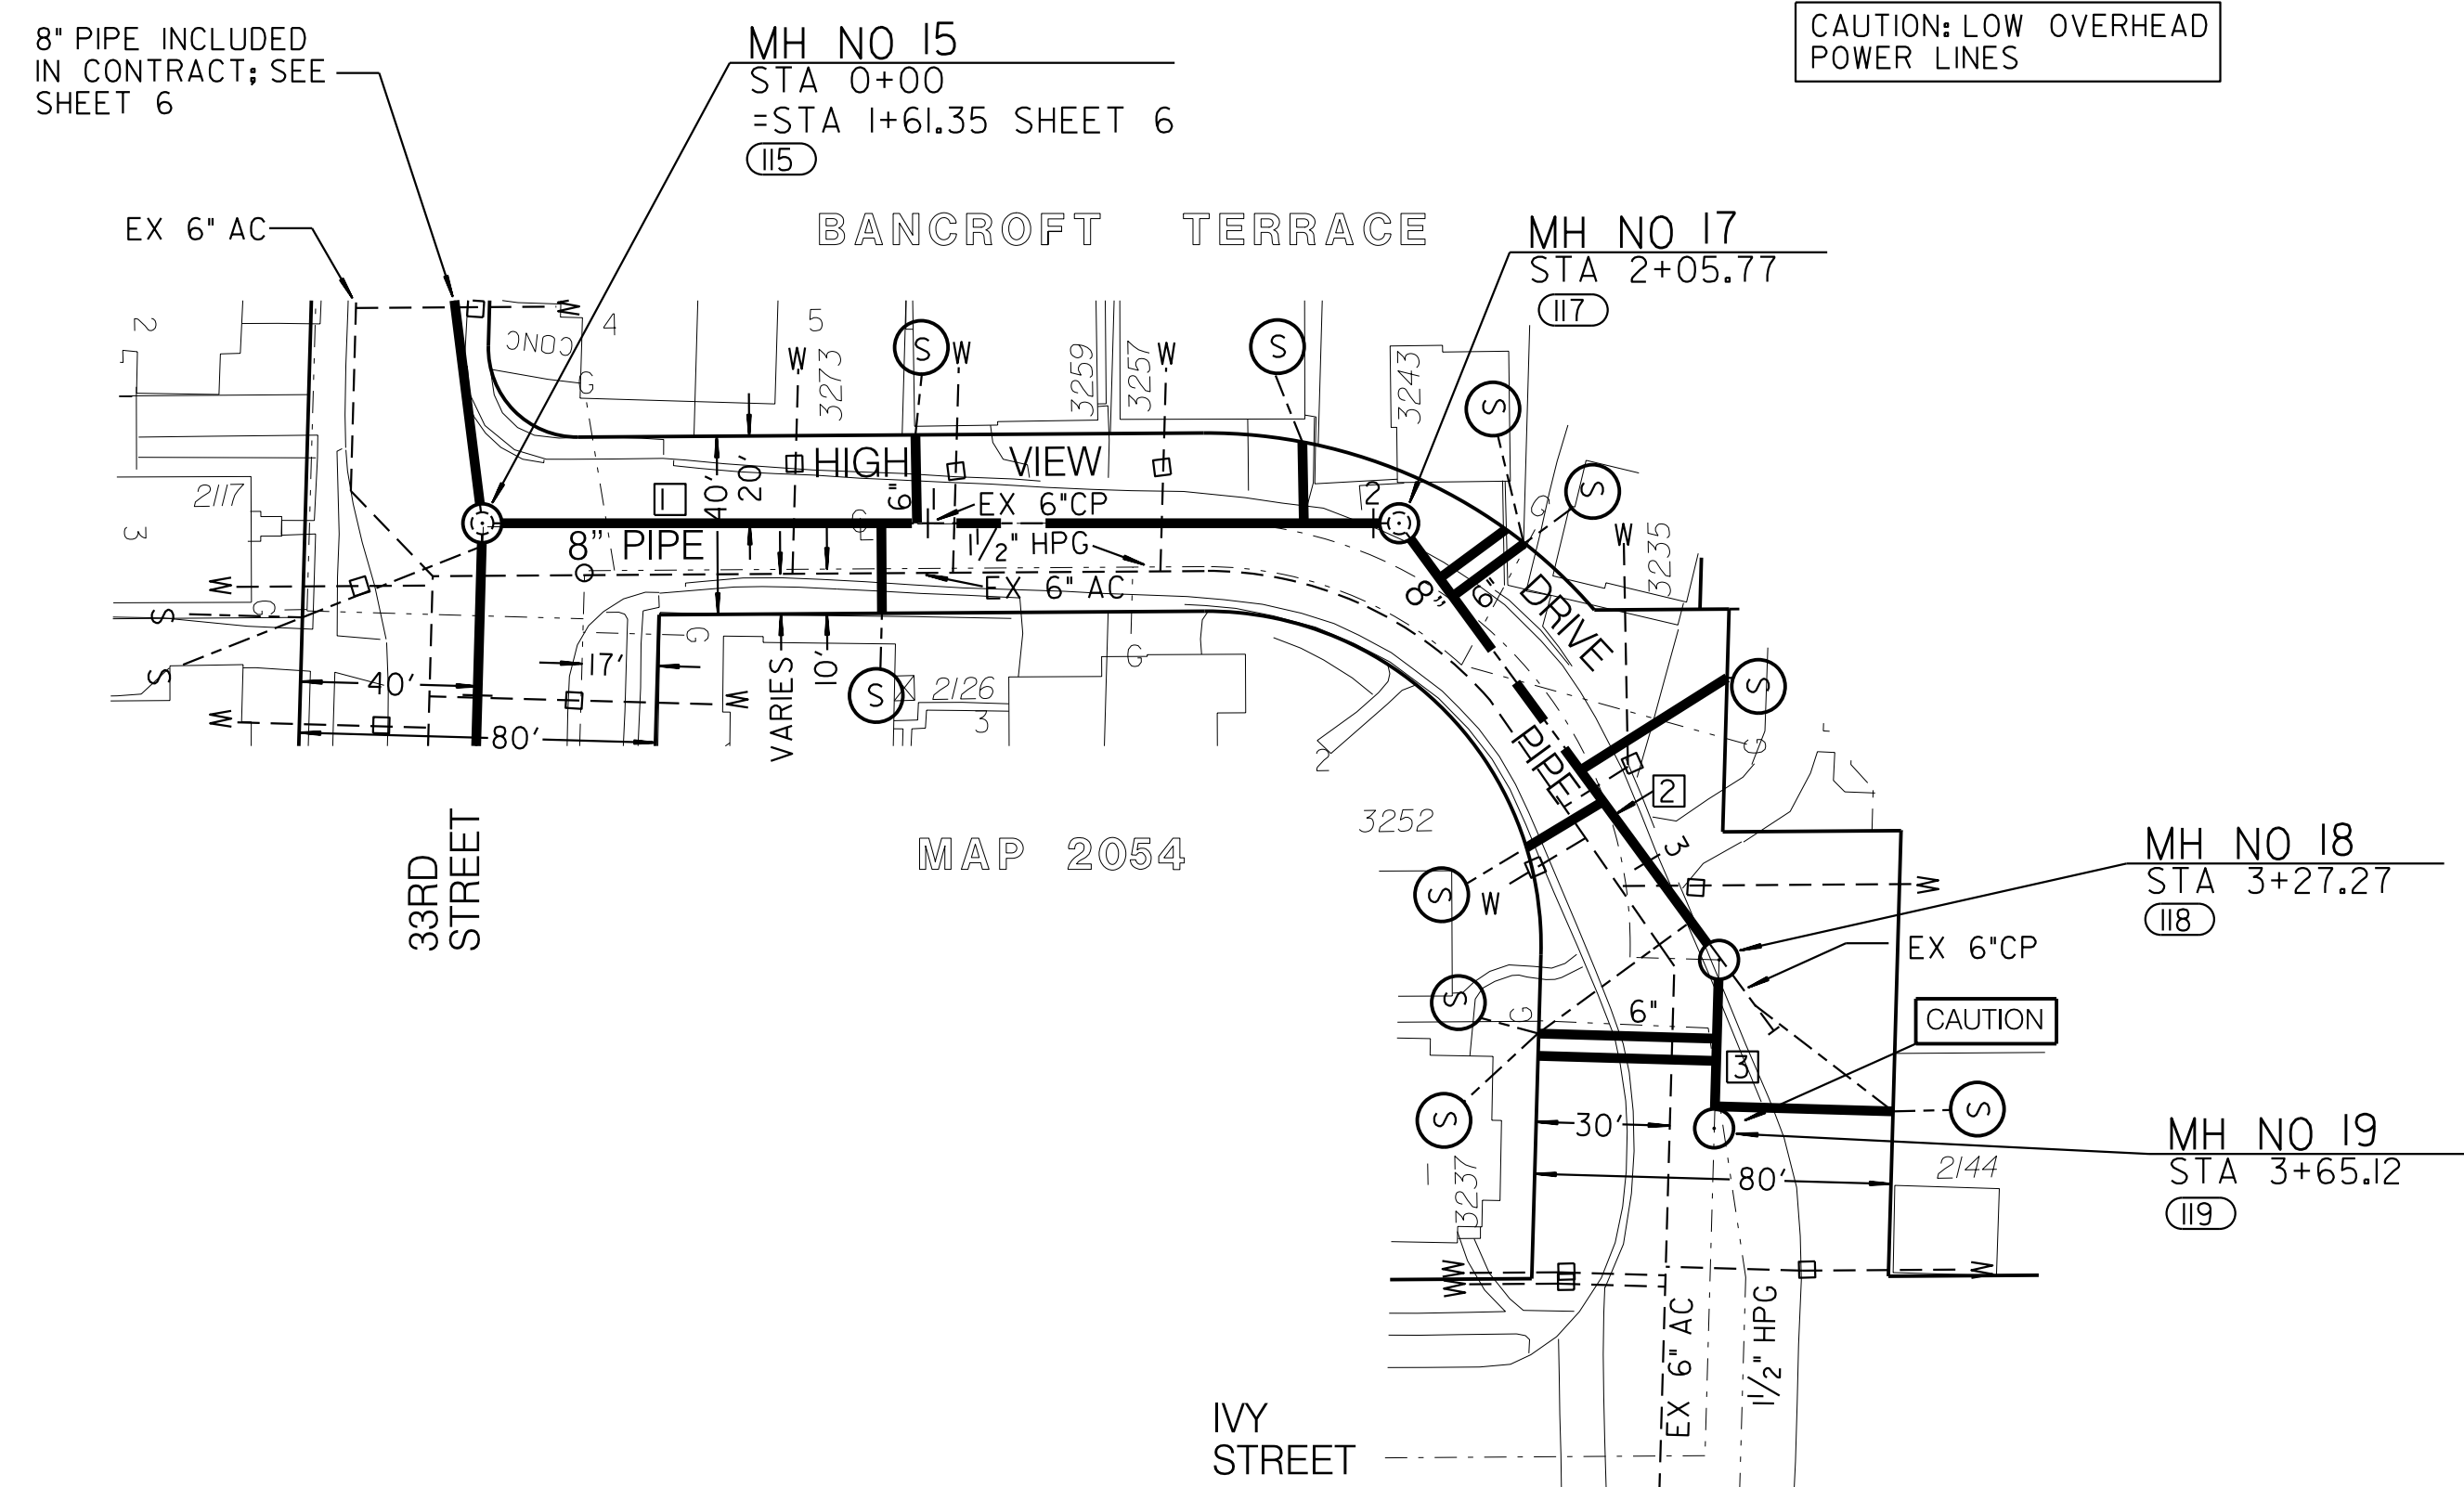 8" PIPE INCLUDED
IN CONTRACT; SEE
SHEET 6
MH NO 15
STA 0+00
=STA 1+61.35 SHEET 6
115
CAUTION: LOW OVERHEAD
POWER LINES
EX 6" AC
BANCROFT TERRACE
MH NO 17
STA 2+05.77
117
2
CONC
4
5
3273
S
W
W
3259
3257
W
S
3243
S
S
G
G
W
3235
2117
3
1
40'
20'
HIGH VIEW
6"
1
EX 6"CP
2
8" PIPE
CL
1 1/2" HPG
EX 6" AC
8"
6"
DRIVE
W
G
S
S
G
G
40'
17'
VARIES
10'
S
2126
3
S
W
W
W
80'
2
PIPE
G
2
L
3252
33RD
STREET
MAP 2054
3
MH NO 18
STA 3+27.27
118
S
W
W
EX 6"CP
S
G
6"
1
CAUTION
3
S
30'
S
MH NO 19
STA 3+65.12
119
3237
80'
2144
W
W
W
EX 6" AC
1 1/2" HPG
IVY
STREET